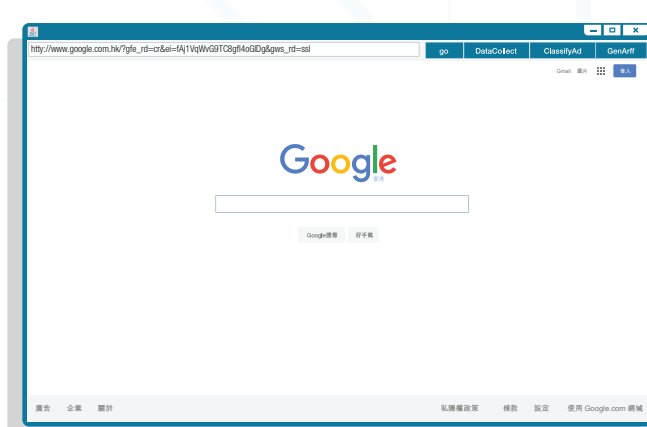 http://www.google.com.hk/?gfe_rd=cr&ei=fAj1VqWvG9TC8gfl4oGlDg&gws_rd=ssl go DataCollect ClassifyAd GenArff
Gmail 圖片 登入
Google
香港
Google搜尋 好手氣
廣告 企業 關於 私隱權政策 條款 設定 使用 Google.com 網域